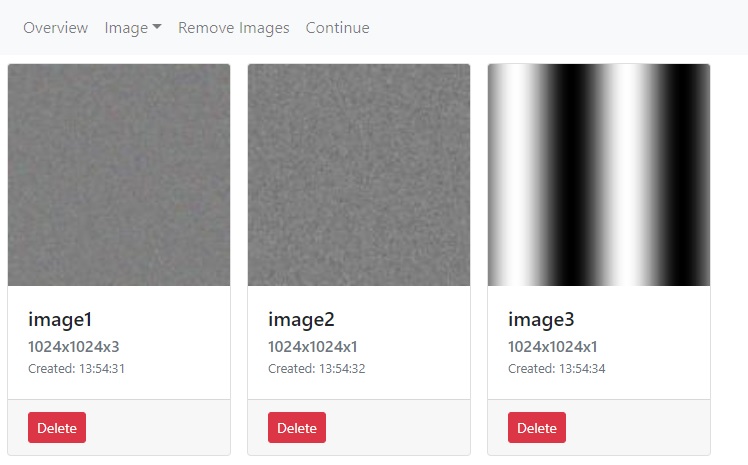 Overview Image Remove Images Continue
image1
1024x1024x3
Created: 13:54:31
Delete
image2
1024x1024x1
Created: 13:54:32
Delete
image3
1024x1024x1
Created: 13:54:34
Delete